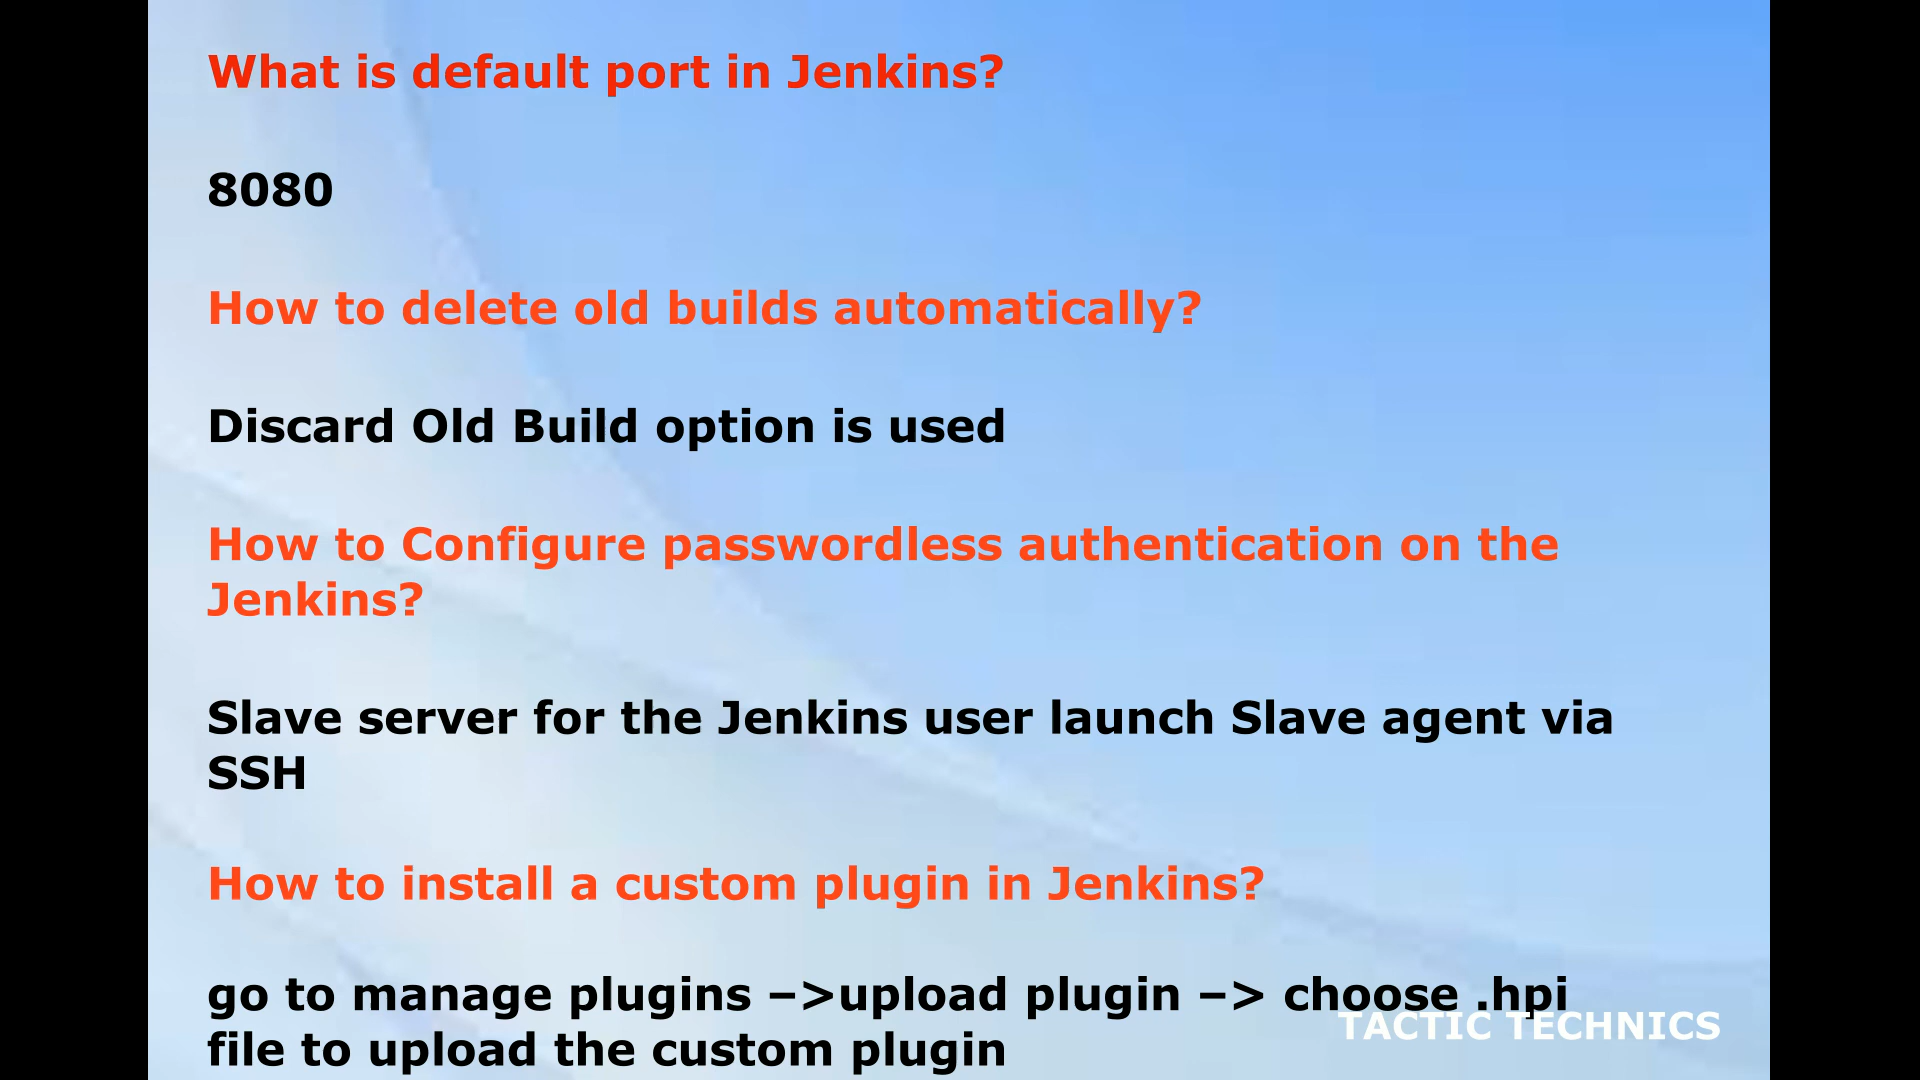 What is default port in Jenkins?
8080
How to delete old builds automatically?
Discard Old Build option is used
How to Configure passwordless authentication on the
Jenkins?
Slave server for the Jenkins user launch Slave agent via
SSH
How to install a custom plugin in Jenkins?
go to manage plugins –>upload plugin –> choose .hpi
file to upload the custom plugin
TACTIC TECHNICS